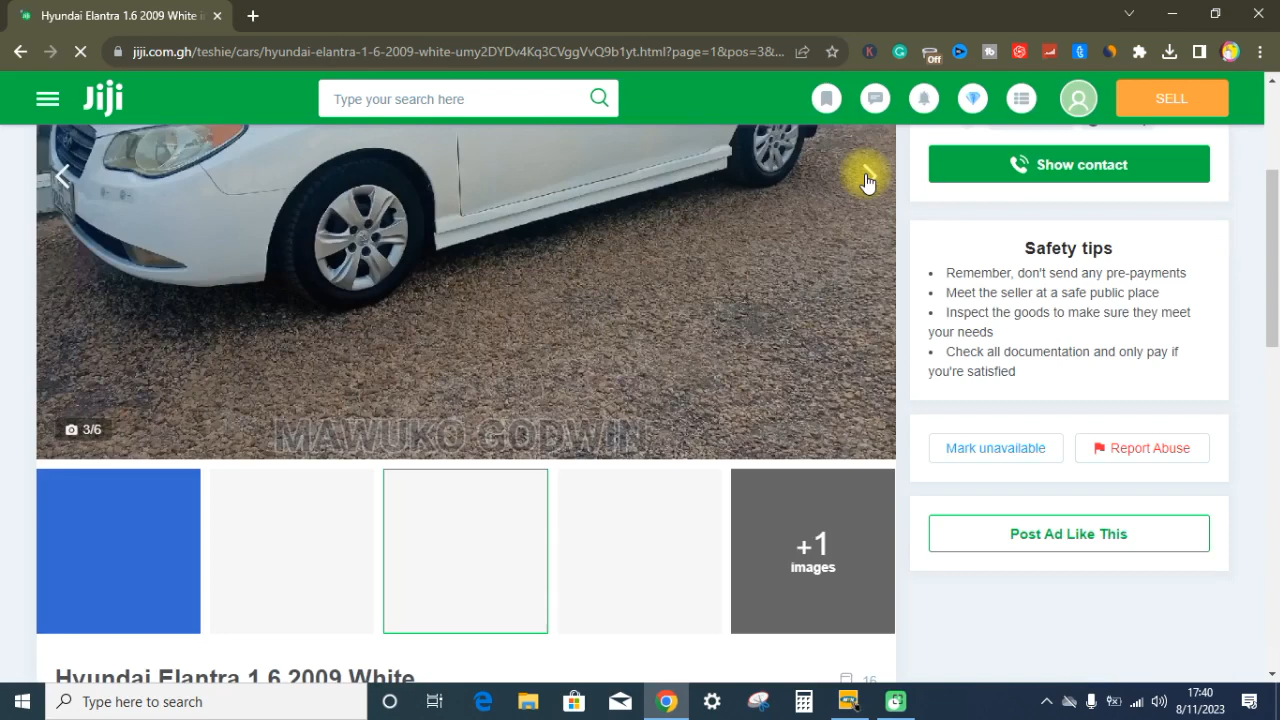 Hyundai Elantra 1.6 2009 White i
jiji.com.gh/teshie/cars/hyundai-elantra-1-6-2009-white-umy2DYDv4Kq3CVggVvQ9b1yt.html?page=1&pos=3&...
Off
JIJI
Type your search here
SELL
Show contact
Safety tips
• Remember, don't send any pre-payments
• Meet the seller at a safe public place
• Inspect the goods to make sure they meet
your needs
• Check all documentation and only pay if
you're satisfied
3/6
MAWUKO GODWIN
Mark unavailable
Report Abuse
Post Ad Like This
+1
images
Hyundai Elantra 1.6 2009 White
16
Type here to search
17:40
8/11/2023